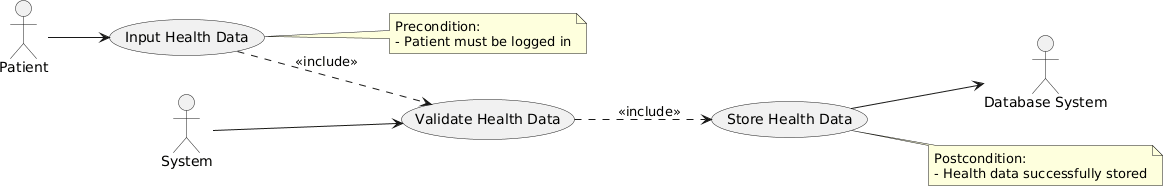 Patient
Input Health Data
Precondition:
- Patient must be logged in
«include»
System
Validate Health Data
«include»
Store Health Data
Database System
Postcondition:
- Health data successfully stored